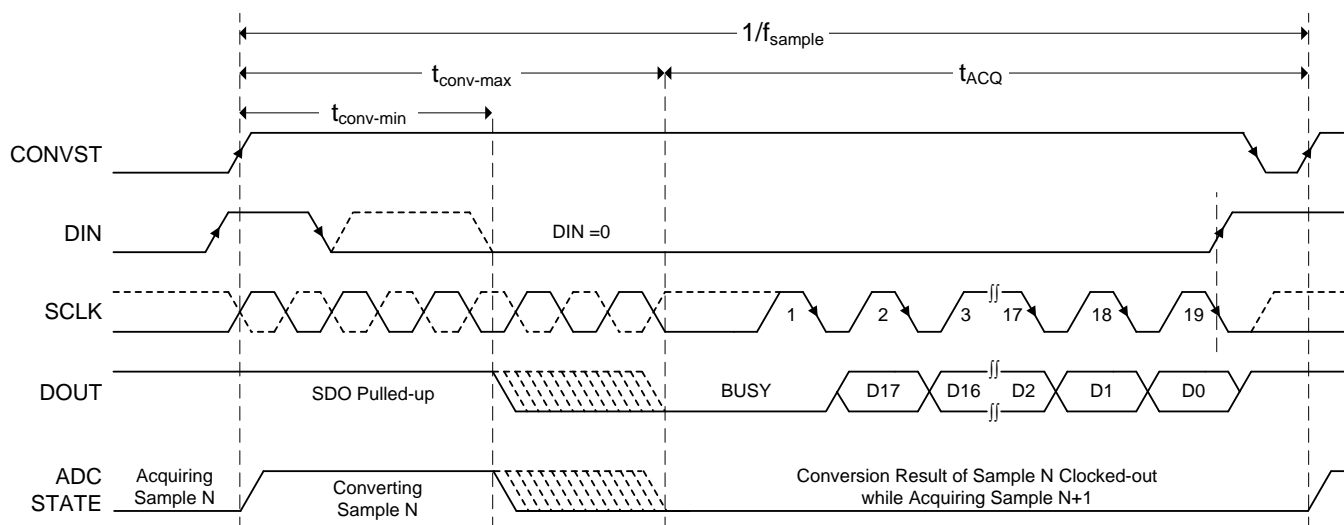 1/fsample
tconv-max
tACQ
tconv-min
CONVST
DIN
DIN =0
SCLK
1 2 3 17 18 19
DOUT
SDO Pulled-up
BUSY
D17 D16 D2 D1 D0
ADC
STATE
Acquiring
Sample N
Converting
Sample N
Conversion Result of Sample N Clocked-out
while Acquiring Sample N+1